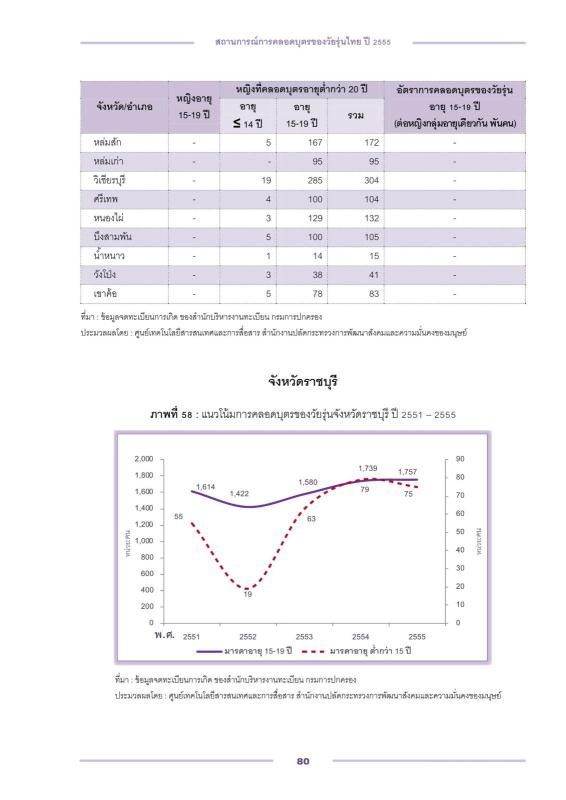 สถานการณ์การคลอดบุตรของวัยรุ่นไทย ปี 2555
จังหวัด/อำเภอ หญิงอายุ 15-19 ปี หญิงที่คลอดบุตรอายุต่ำกว่า 20 ปี อัตราการคลอดบุตรของวัยรุ่น อายุ 15-19 ปี (ต่อหญิงกลุ่มอายุเดียวกัน พันคน)
อายุ ≤ 14 ปี อายุ 15-19 ปี รวม
หล่มสัก - 5 167 172 -
หล่มเก่า - - 95 95 -
วิเชียรบุรี - 19 285 304 -
ศรีเทพ - 4 100 104 -
หนองไผ่ - 3 129 132 -
บึงสามพัน - 5 100 105 -
น้ำหนาว - 1 14 15 -
วังโป่ง - 3 38 41 -
เขาค้อ - 5 78 83 -
ที่มา : ข้อมูลจดทะเบียนการเกิด ของสำนักบริหารงานทะเบียน กรมการปกครอง
ประมวลผลโดย : ศูนย์เทคโนโลยีสารสนเทศและการสื่อสาร สำนักงานปลัดกระทรวงการพัฒนาสังคมและความมั่นคงของมนุษย์
จังหวัดราชบุรี
ภาพที่ 58 : แนวโน้มการคลอดบุตรของวัยรุ่นจังหวัดราชบุรี ปี 2551 – 2555
2,000 90
1,800 80
1,600 70
1,400 60
1,200 50
1,000 40
800 30
600 20
400 10
200 0
0
หน่วย:คน
หน่วย:คน
1,614 1,422 1,580 1,739 1,757
55 19 63 79 75
พ.ศ. 2551 2552 2553 2554 2555
มารดาอายุ 15-19 ปี มารดาอายุ ต่ำกว่า 15 ปี
ที่มา : ข้อมูลจดทะเบียนการเกิด ของสำนักบริหารงานทะเบียน กรมการปกครอง
ประมวลผลโดย : ศูนย์เทคโนโลยีสารสนเทศและการสื่อสาร สำนักงานปลัดกระทรวงการพัฒนาสังคมและความมั่นคงของมนุษย์
80